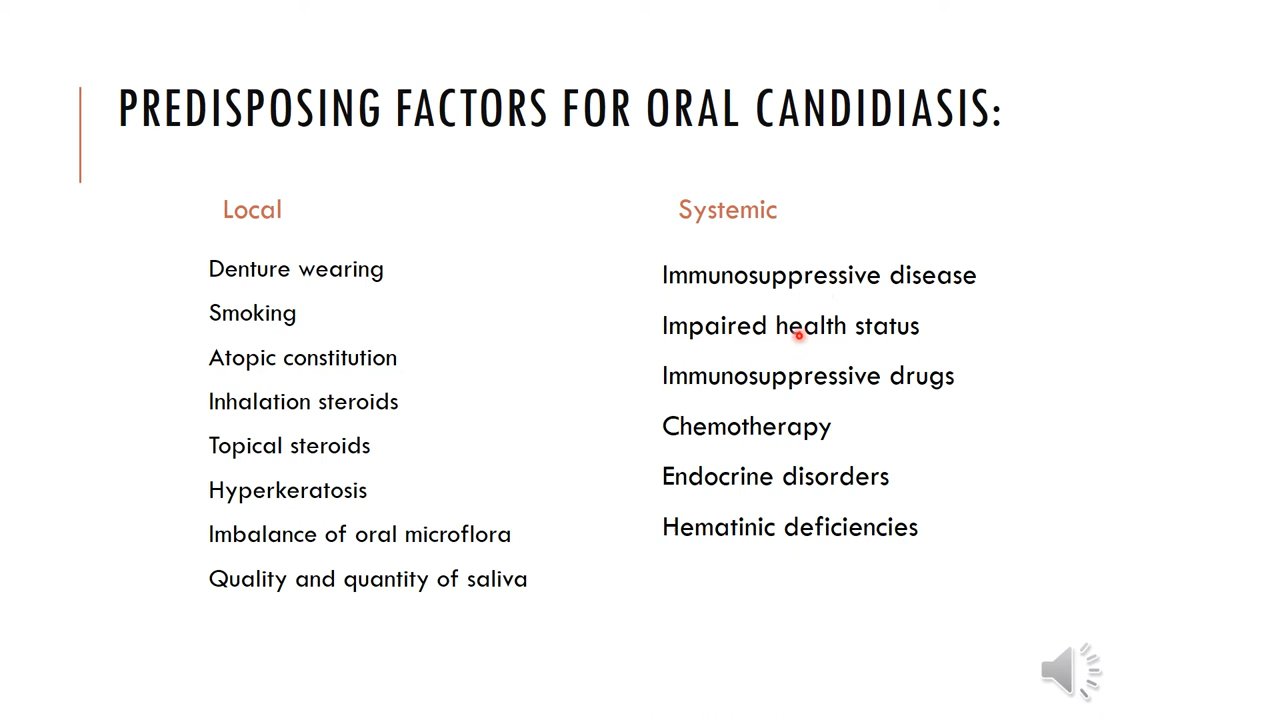 PREDISPOSING FACTORS FOR ORAL CANDIDIASIS:
Local
Denture wearing
Smoking
Atopic constitution
Inhalation steroids
Topical steroids
Hyperkeratosis
Imbalance of oral microflora
Quality and quantity of saliva
Systemic
Immunosuppressive disease
Impaired health status
Immunosuppressive drugs
Chemotherapy
Endocrine disorders
Hematinic deficiencies